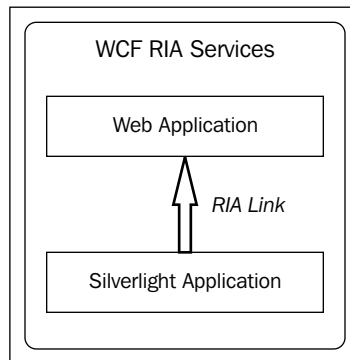 WCF RIA Services
Web Application
RIA Link
Silverlight Application